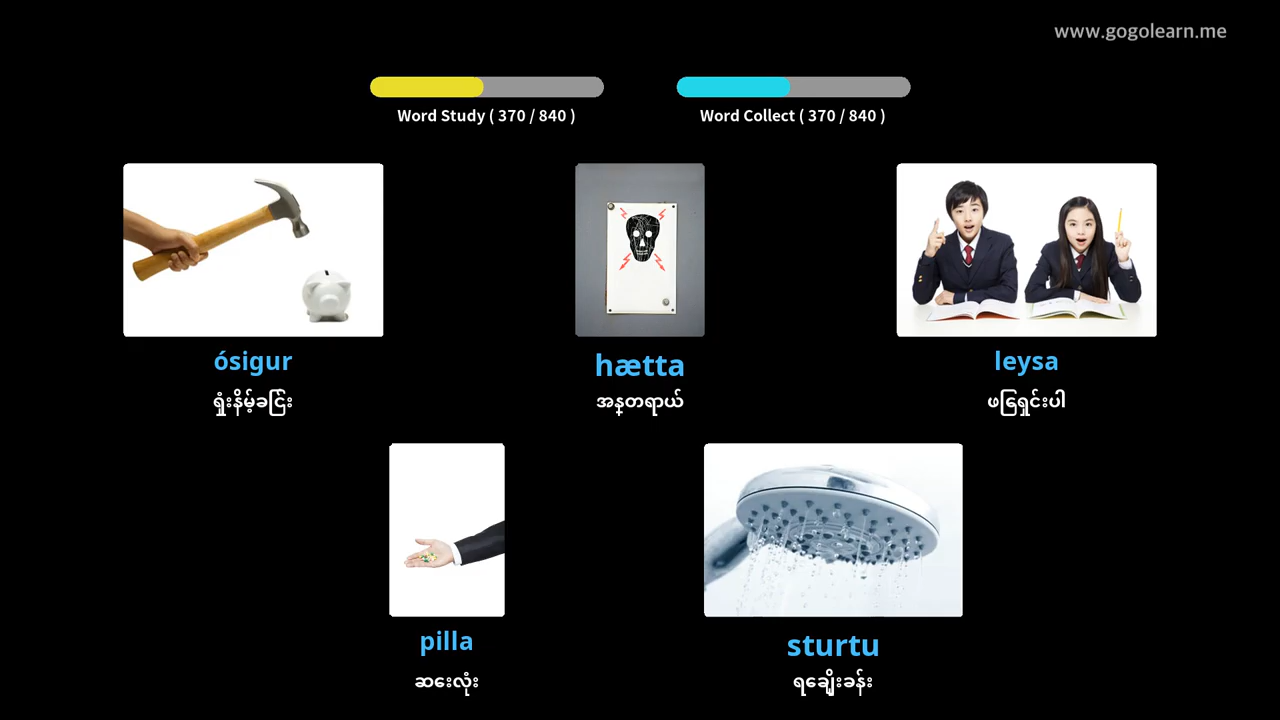 www.gogolearn.me
Word Study ( 370 / 840 )
Word Collect ( 370 / 840 )
ósigur
ရှုံးနိမ့်ခြင်း
hætta
အန္တရာယ်
leysa
ဖြေရှင်းပါ
pilla
ဆေးလုံး
sturtu
ရေချိုးခန်း